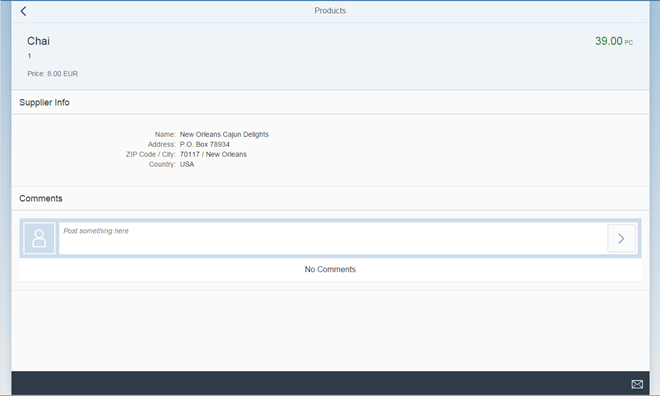 Products
Chai
39.00 PC
1
Price: 8.00 EUR
Supplier Info
Name: New Orleans Cajun Delights
Address: P.O. Box 78934
ZIP Code / City: 70117 / New Orleans
Country: USA
Comments
Post something here
No Comments